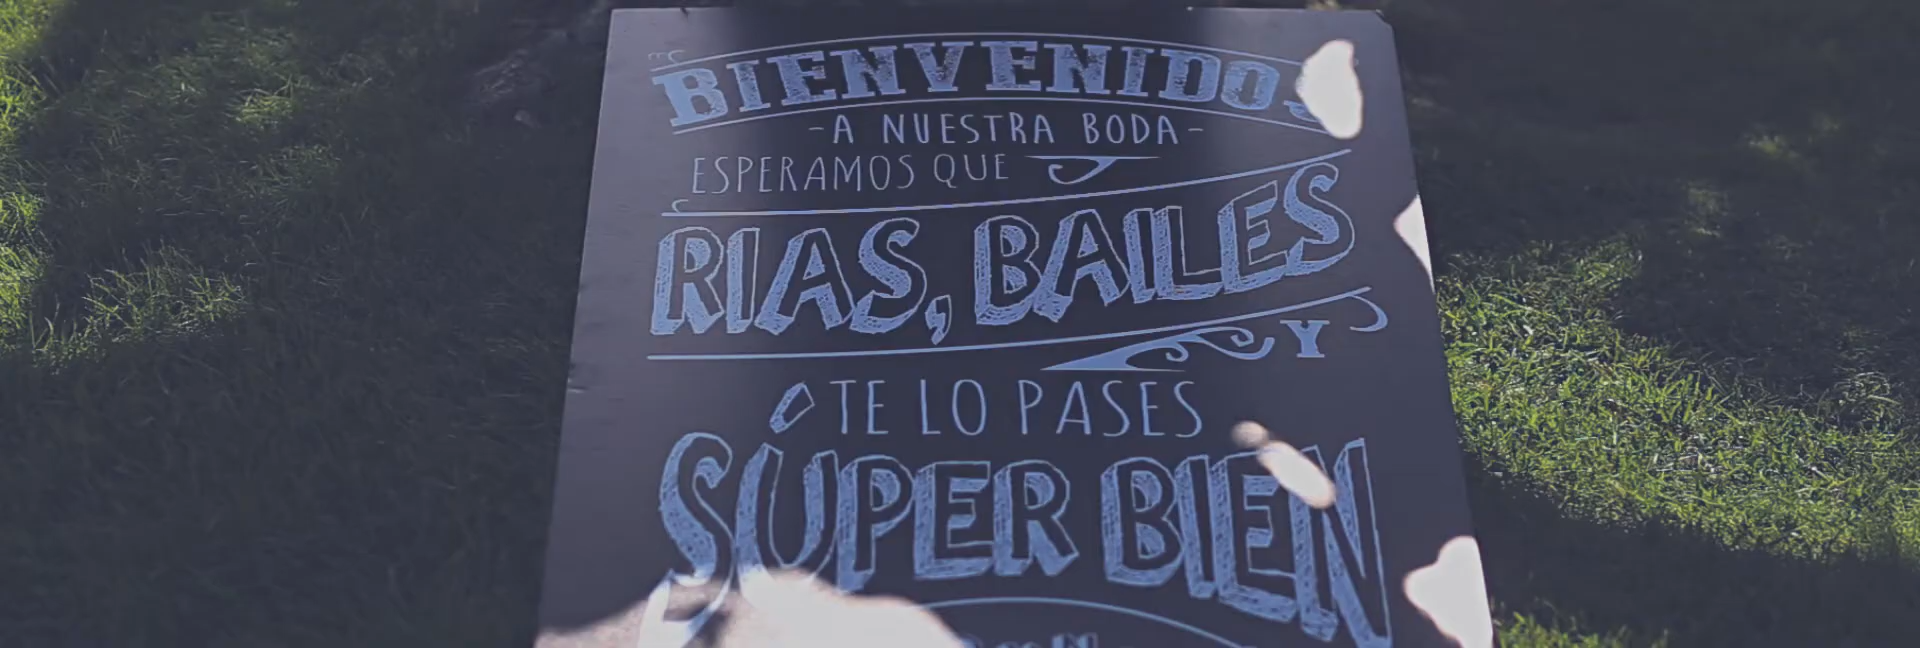 BIENVENIDOS
-A NUESTRA BODA-
ESPERAMOS QUE
RIAS, BAILES
Y
TE LO PASES
SÚPER BIEN